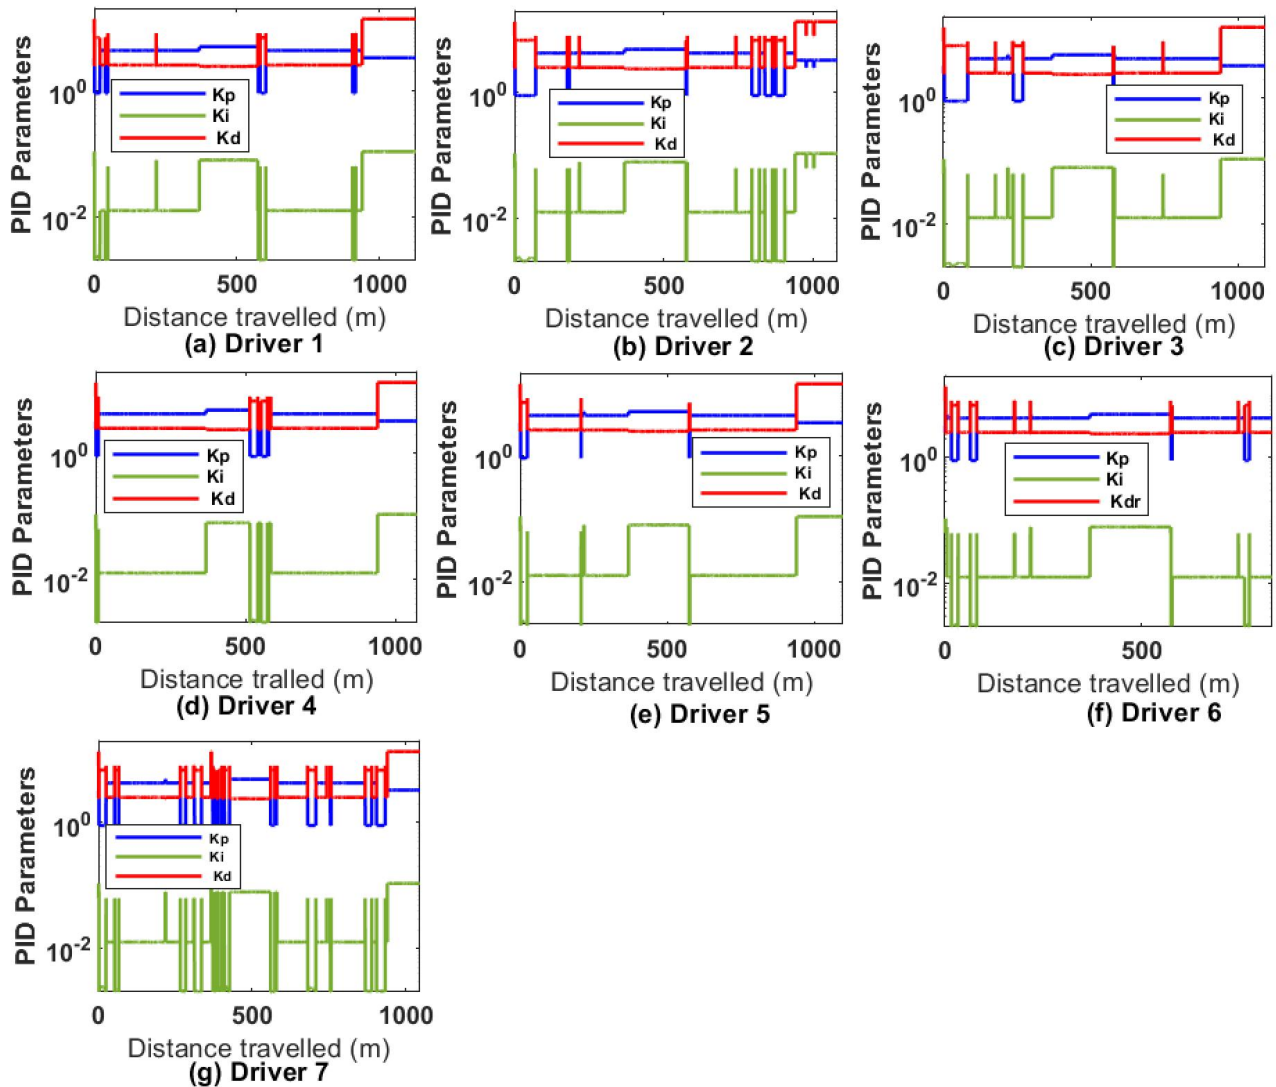 PID Parameters
10^0
10^-2
Kp
Ki
Kd
0 500 1000
Distance travelled (m)
(a) Driver 1
PID Parameters
10^0
10^-2
Kp
Ki
Kd
0 500 1000
Distance travelled (m)
(b) Driver 2
PID Parameters
10^0
10^-2
Kp
Ki
Kd
0 500 1000
Distance travelled (m)
(c) Driver 3
PID Parameters
10^0
10^-2
Kp
Ki
Kd
0 500 1000
Distance tralled (m)
(d) Driver 4
PID Parameters
10^0
10^-2
Kp
Ki
Kd
0 500 1000
Distance travelled (m)
(e) Driver 5
PID Parameters
10^0
10^-2
Kp
Ki
Kdr
0 500
Distance travelled (m)
(f) Driver 6
PID Parameters
10^0
10^-2
Kp
Ki
Kd
0 500 1000
Distance travelled (m)
(g) Driver 7